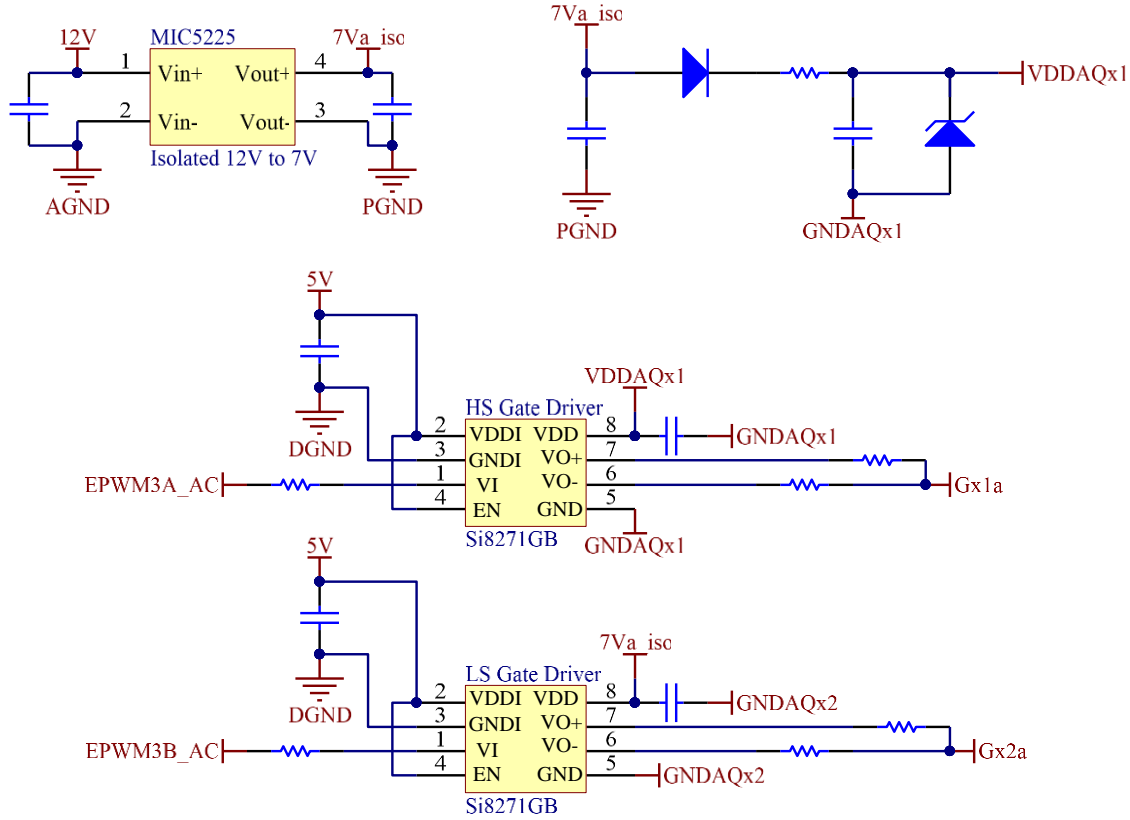 7Va_iso
12V
MIC5225
7Va_iso
1
Vin+
Vout+
4
VDDAQx1
2
Vin-
Vout-
3
Isolated 12V to 7V
AGND
PGND
PGND
GNDAQx1
5V
VDDAQx1
HS Gate Driver
2
VDDI
VDD
8
GNDAQx1
DGND
3
GNDI
VO+
7
EPWM3A_AC
1
VI
VO-
6
Gx1a
4
EN
GND
5
Si8271GB
GNDAQx1
5V
7Va_iso
LS Gate Driver
2
VDDI
VDD
8
GNDAQx2
DGND
3
GNDI
VO+
7
EPWM3B_AC
1
VI
VO-
6
Gx2a
4
EN
GND
5
GNDAQx2
Si8271GB